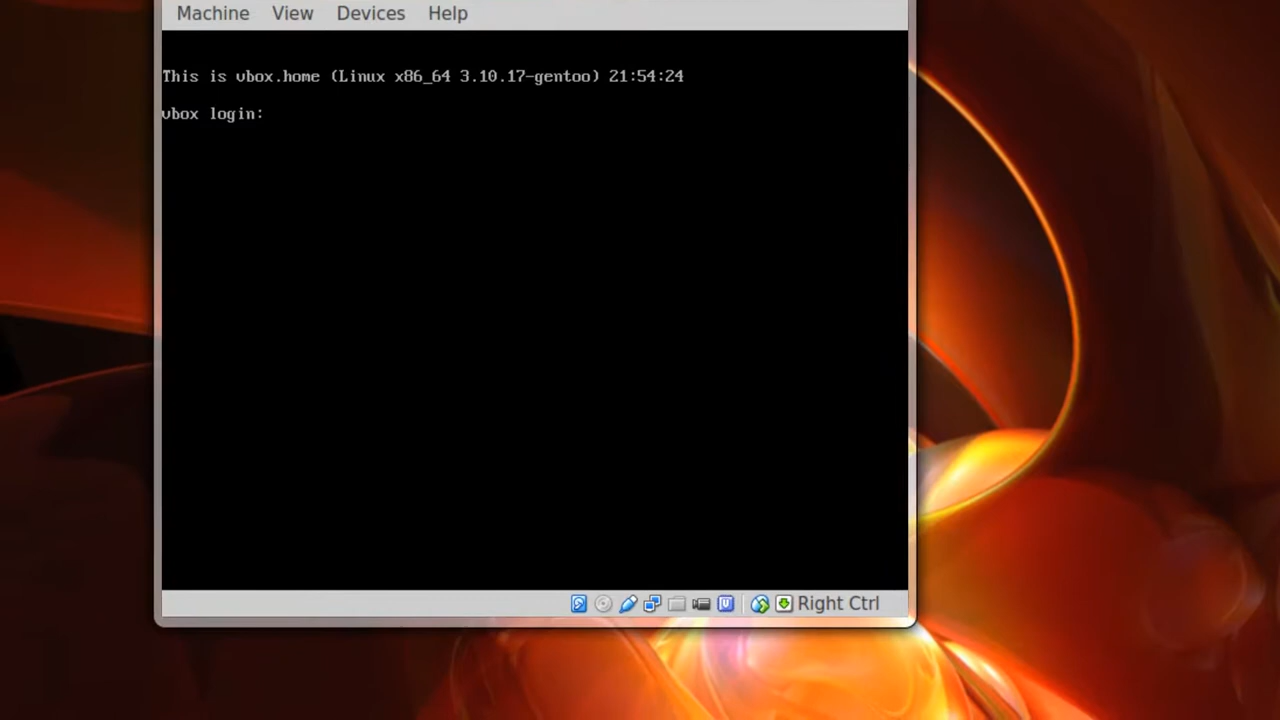 Machine View Devices Help
This is vbox.home (Linux x86_64 3.10.17-gentoo) 21:54:24
vbox login:
Right Ctrl